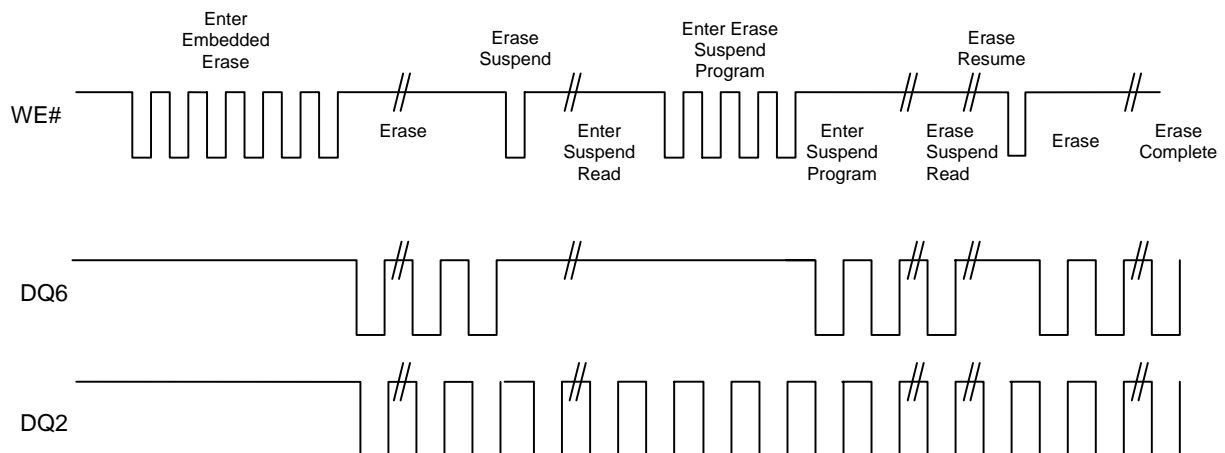 Enter
Embedded
Erase
Erase
Suspend
Enter Erase
Suspend
Program
Erase
Resume
WE#
Erase
Enter
Suspend
Read
Enter
Suspend
Program
Erase
Suspend
Read
Erase
Erase
Complete
DQ6
DQ2